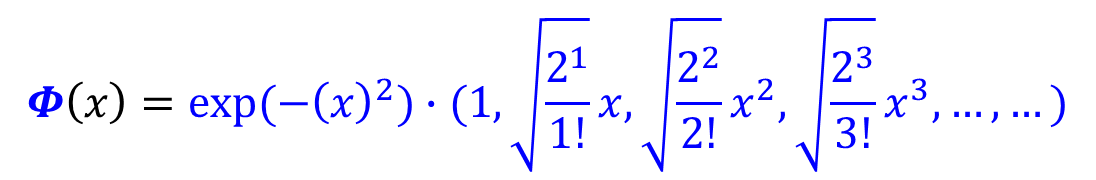 𝜱(x) = exp(−(x)²) · (1, √(2¹/1!) x, √(2²/2!) x², √(2³/3!) x³, … , … )